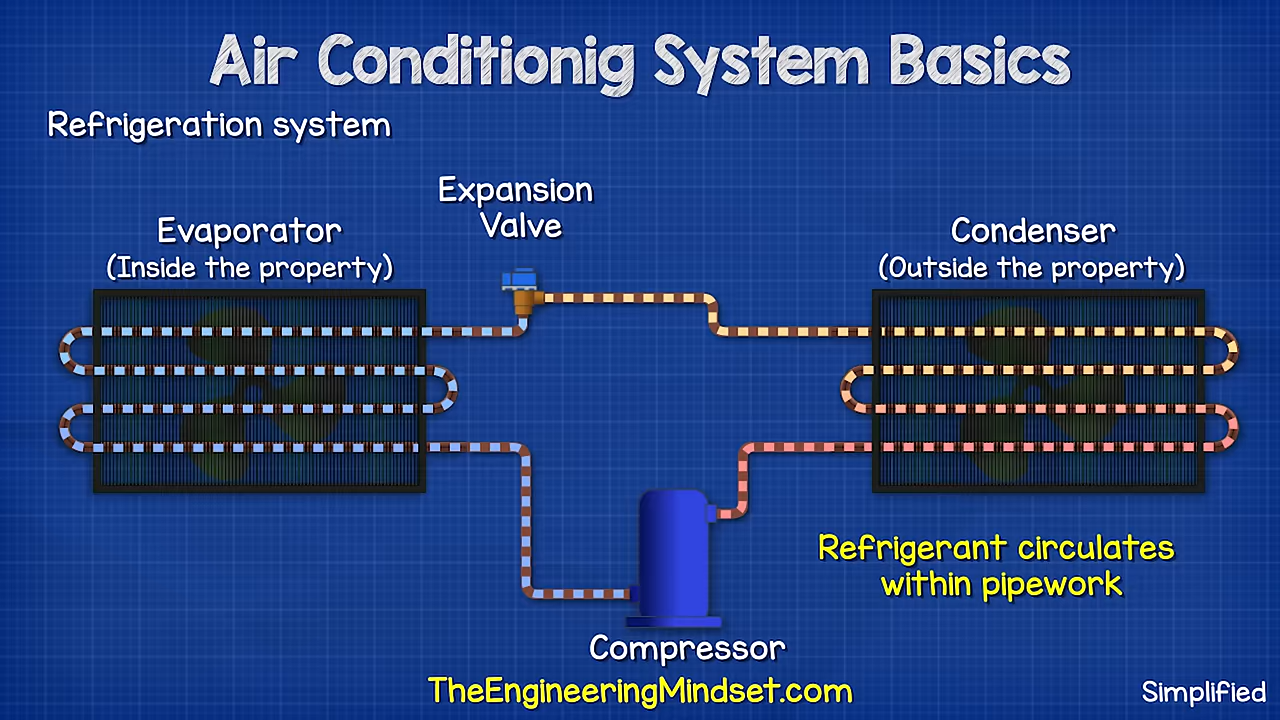 Air Conditionig System Basics
Refrigeration system
Expansion
Valve
Evaporator
(Inside the property)
Condenser
(Outside the property)
Refrigerant circulates
within pipework
Compressor
TheEngineeringMindset.com
Simplified